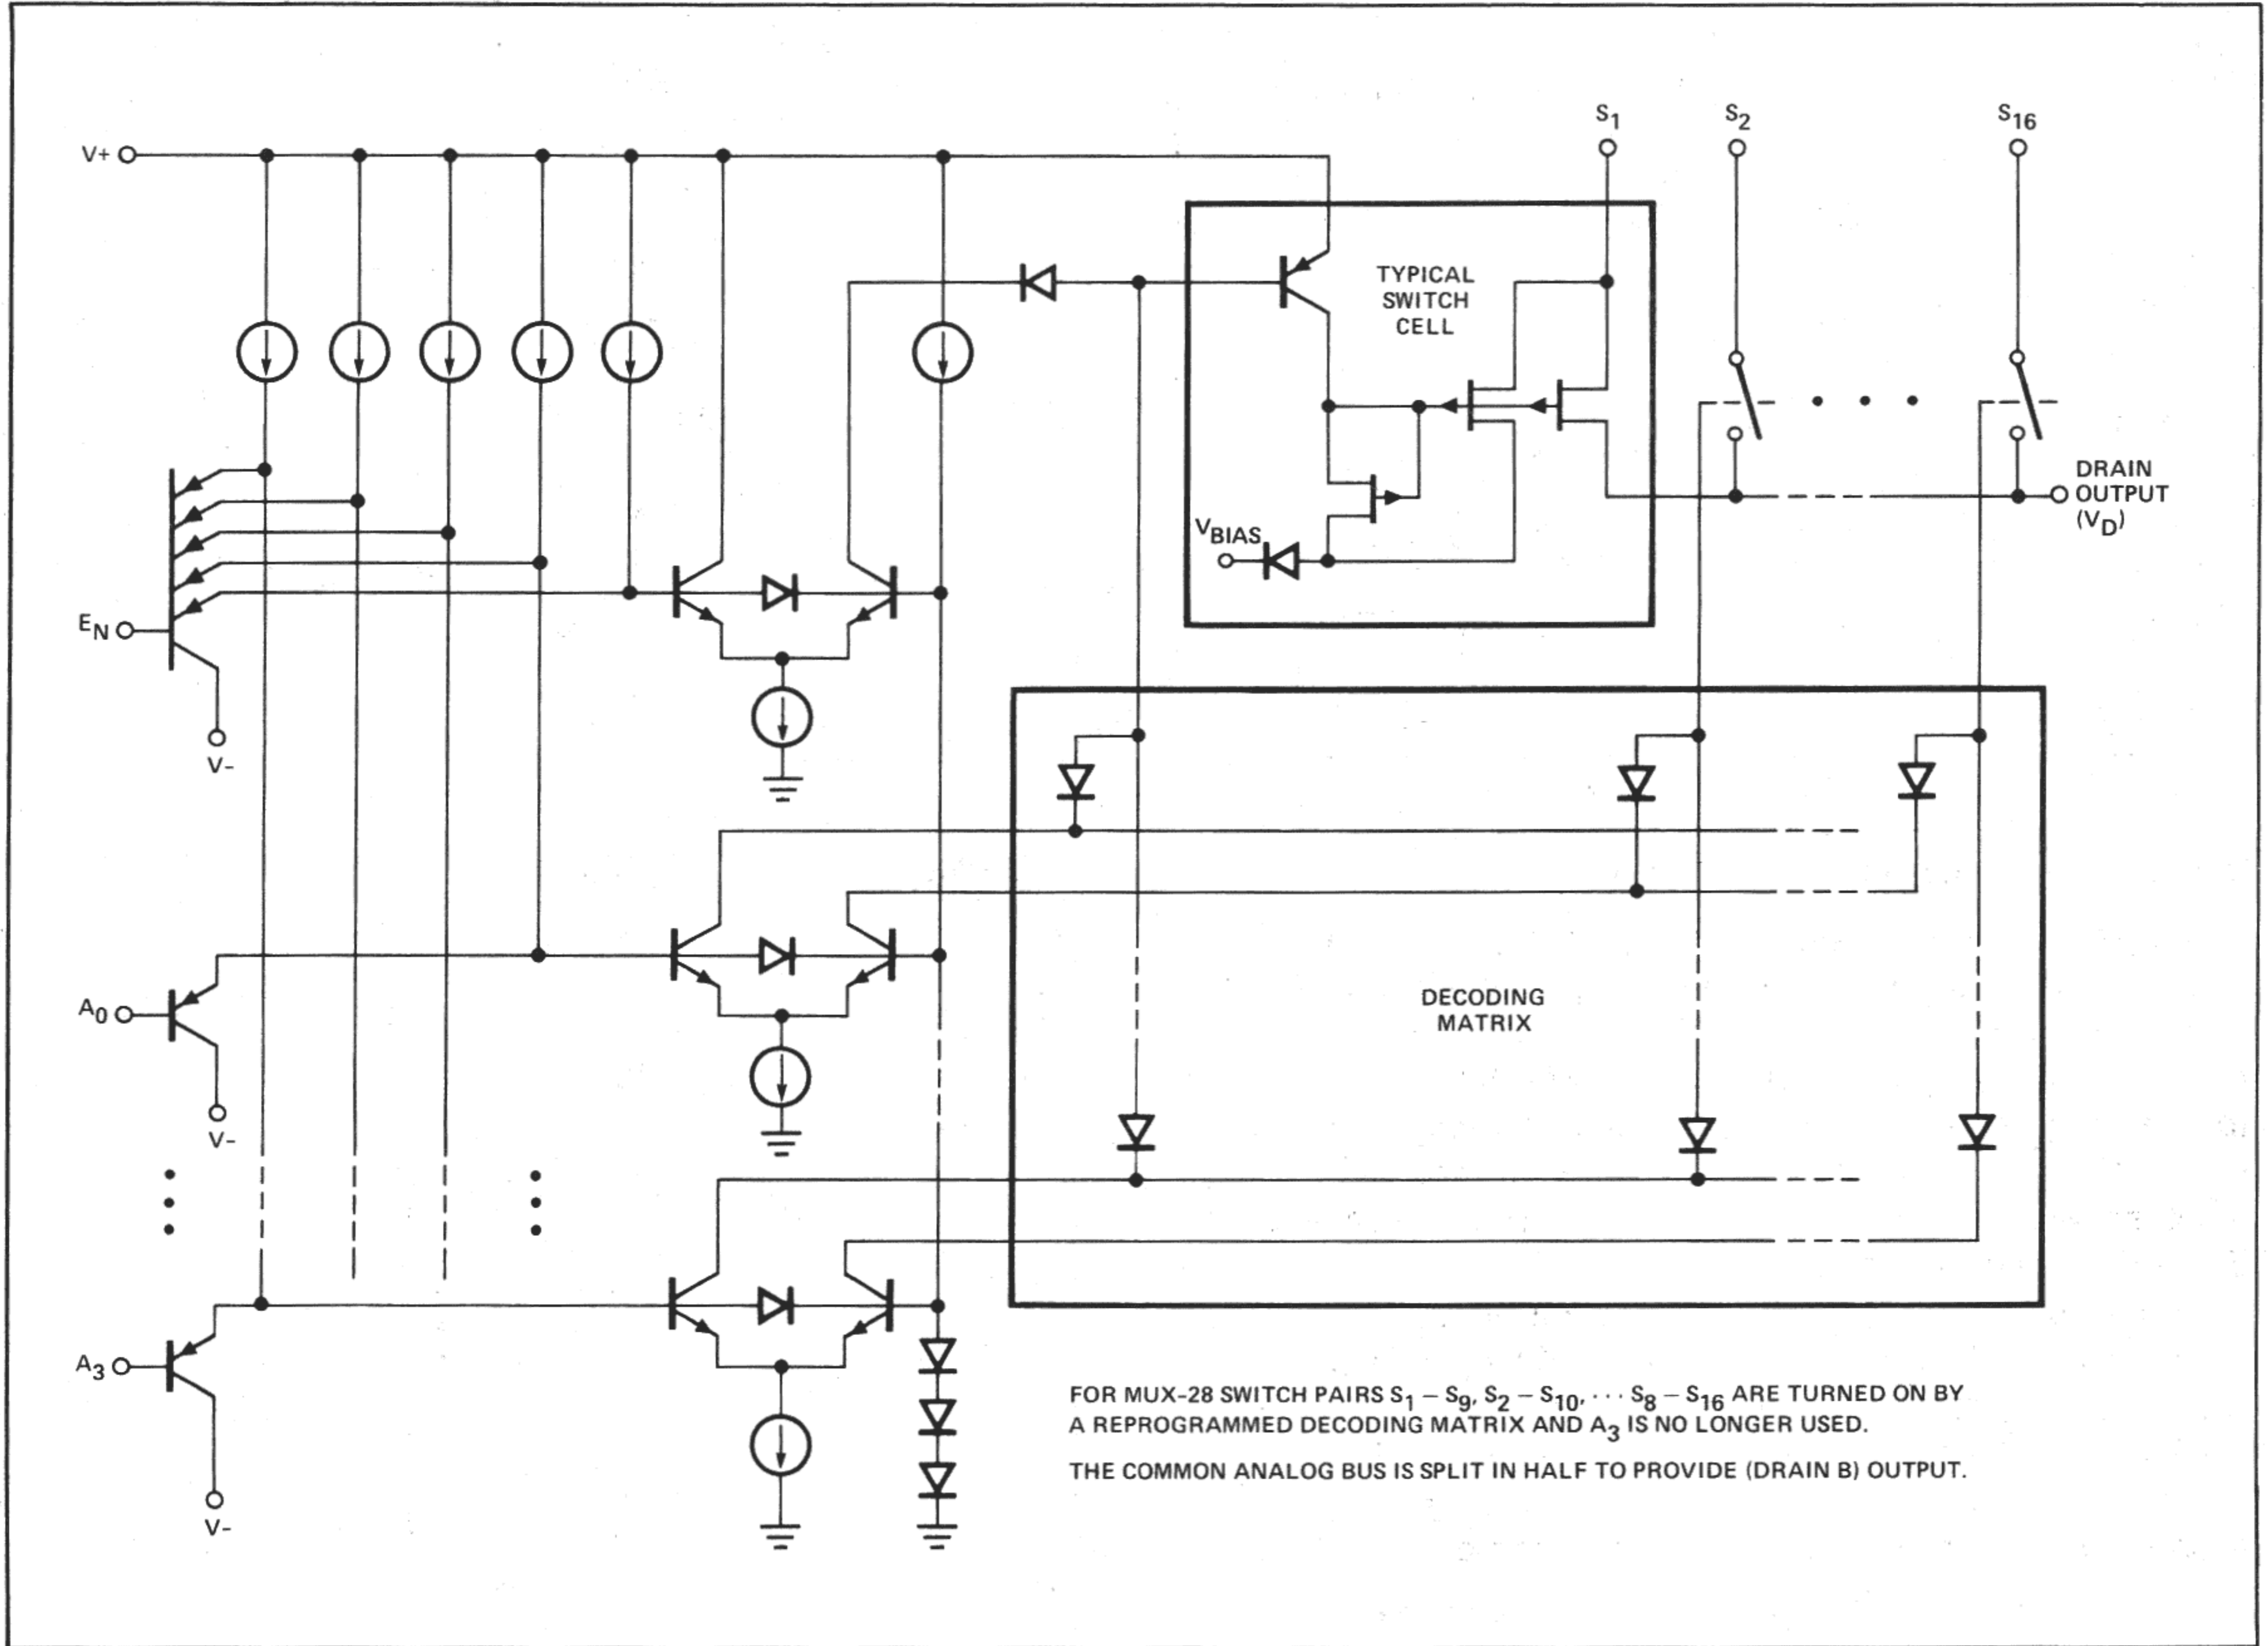 S1
S2
S16
V+
TYPICAL
SWITCH
CELL
DRAIN
OUTPUT
(VD)
VBIAS
EN
V-
A0
V-
DECODING
MATRIX
A3
V-
FOR MUX-28 SWITCH PAIRS S1 – S9, S2 – S10, ··· S8 – S16 ARE TURNED ON BY
A REPROGRAMMED DECODING MATRIX AND A3 IS NO LONGER USED.
THE COMMON ANALOG BUS IS SPLIT IN HALF TO PROVIDE (DRAIN B) OUTPUT.